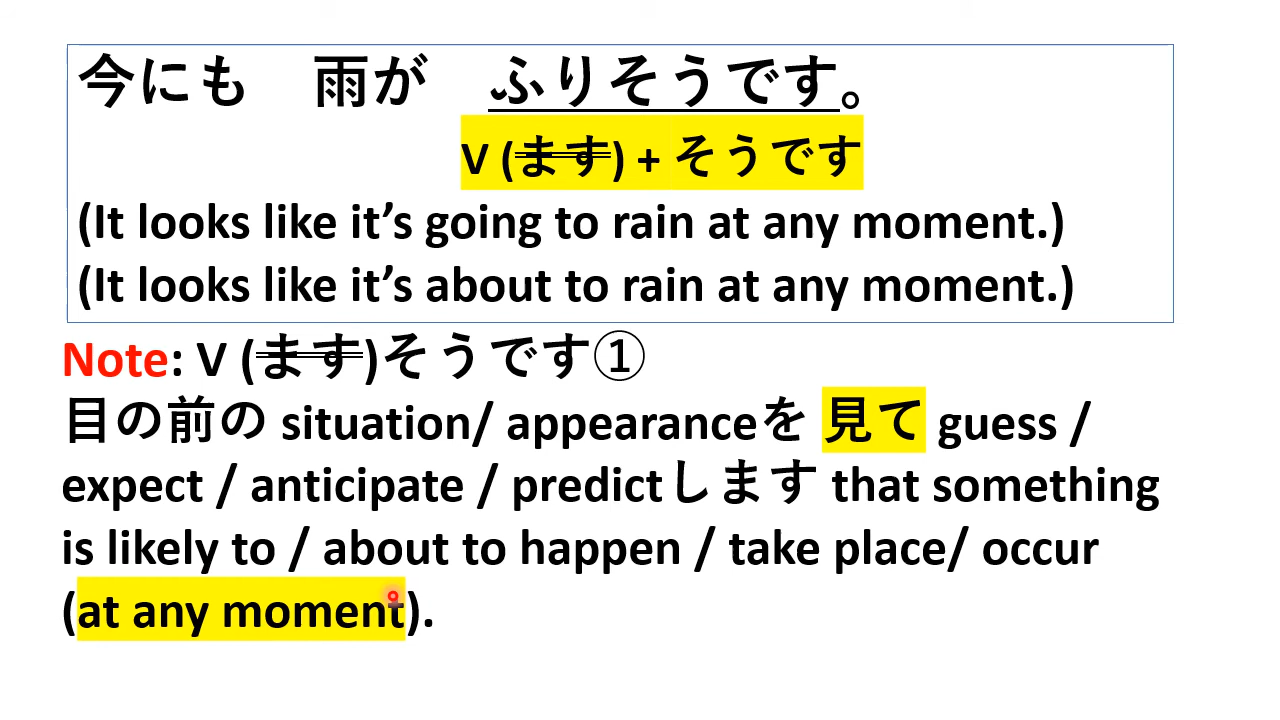 今にも 雨が ふりそうです。
V (ます) + そうです
(It looks like it’s going to rain at any moment.)
(It looks like it’s about to rain at any moment.)
Note: V (ます)そうです①
目の前の situation/ appearanceを 見て guess /
expect / anticipate / predictします that something
is likely to / about to happen / take place/ occur
(at any moment).